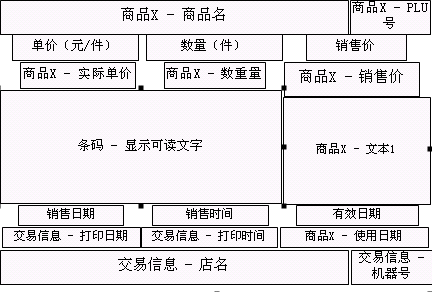 商品X - 商品名
商品X - PLU
号
单价（元/件）
数量（件）
销售价
商品X - 实际单价
商品X - 数重量
商品X - 销售价
条码 - 显示可读文字
商品X - 文本1
销售日期
销售时间
有效日期
交易信息 - 打印日期
交易信息 - 打印时间
商品X - 使用日期
交易信息 - 店名
交易信息 -
机器号